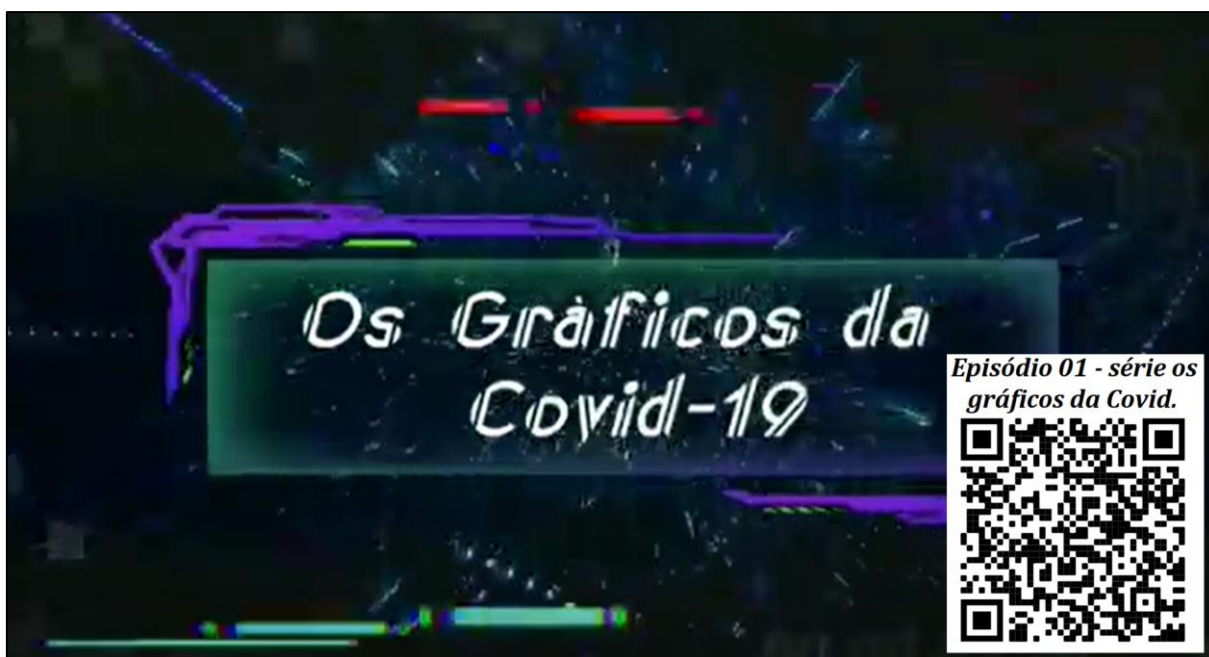 Os Gráficos da
Covid-19
Episódio 01 - série os
gráficos da Covid.